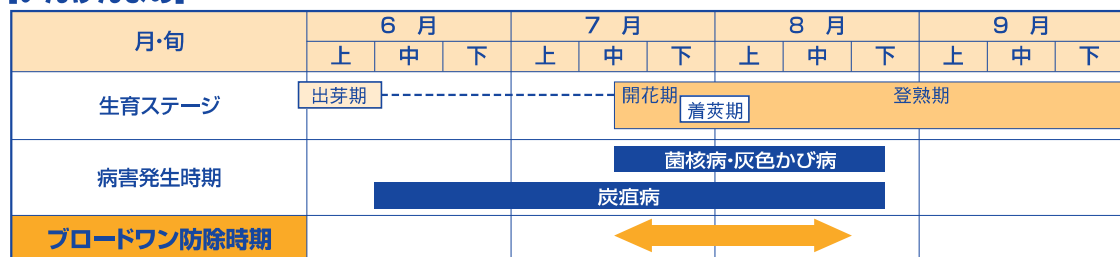 月・旬
6 月 7 月 8 月 9 月
上 中 下 上 中 下 上 中 下 上 中 下
生育ステージ
出芽期 開花期 着莢期 登熟期
病害発生時期
菌核病・灰色かび病
炭疽病
ブロードワン防除時期